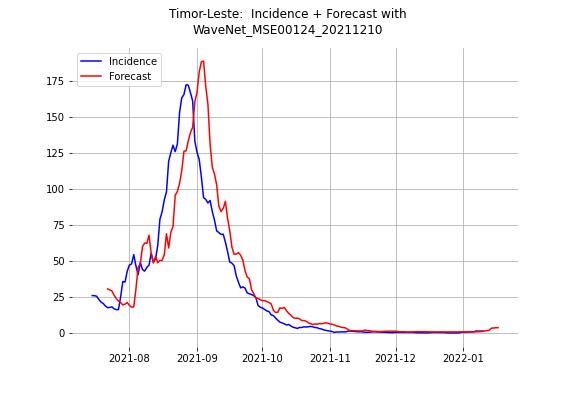 Timor-Leste:  Incidence + Forecast with
WaveNet_MSE00124_20211210
Incidence
Forecast
175
150
125
100
75
50
25
0
2021-08 2021-09 2021-10 2021-11 2021-12 2022-01